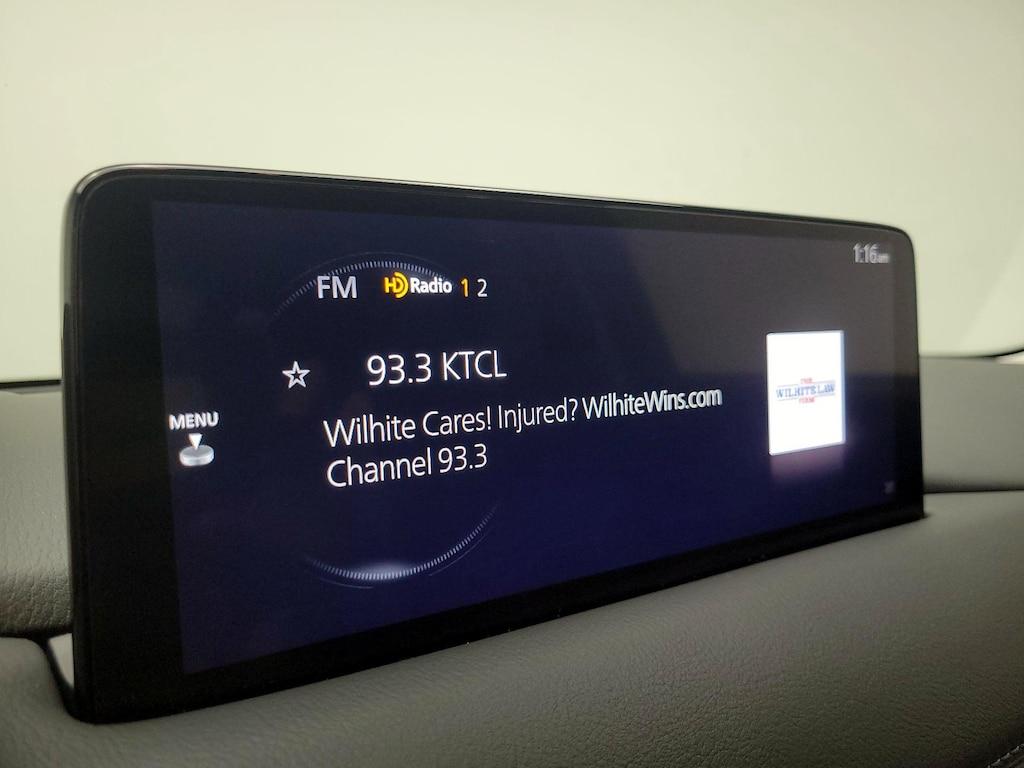 1:16am
FM HD Radio 1 2
93.3 KTCL
Wilhite Cares! Injured? WilhiteWins.com
Channel 93.3
MENU
THE
WILHITE LAW
FIRM